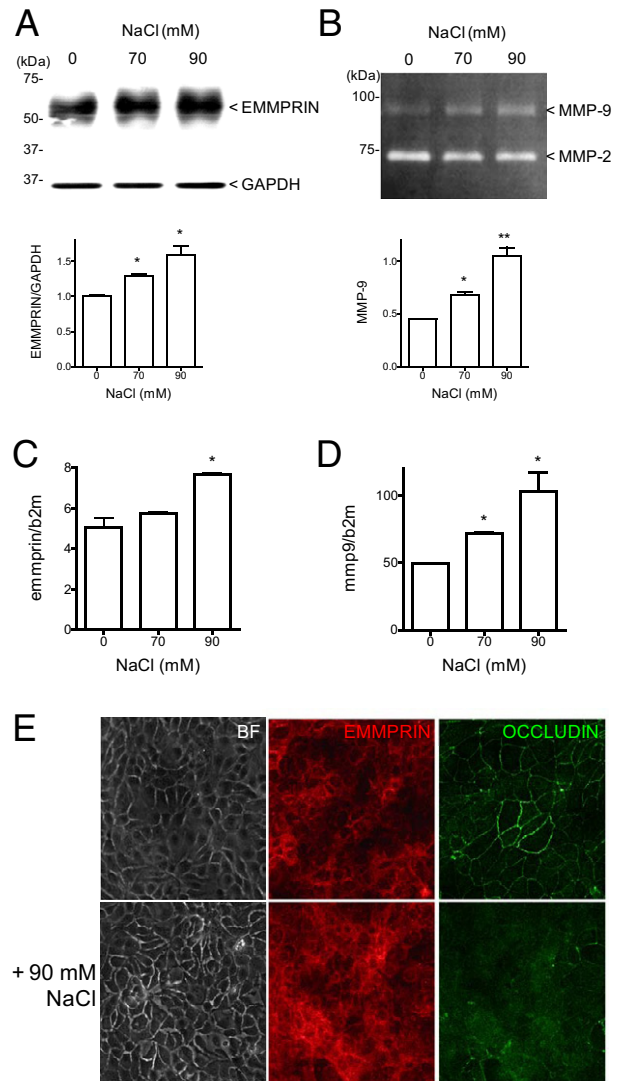 A
NaCl (mM)
(kDa) 0 70 90
75-
< EMMPRIN
50-
37-
37-
< GAPDH
EMMPRIN/GAPDH
1.5
1.0
0.5
0.0
* *
0 70 90
NaCl (mM)
B
NaCl (mM)
0 70 90
(kDa)
100-
< MMP-9
75-
< MMP-2
MMP-9
1.0
0.5
0.0
* **
0 70 90
NaCl (mM)
C
emmprin/b2m
8
6
4
2
0
*
0 70 90
NaCl (mM)
D
mmp9/b2m
100
50
0
* *
0 70 90
NaCl (mM)
E
BF EMMPRIN OCCLUDIN
+ 90 mM
NaCl